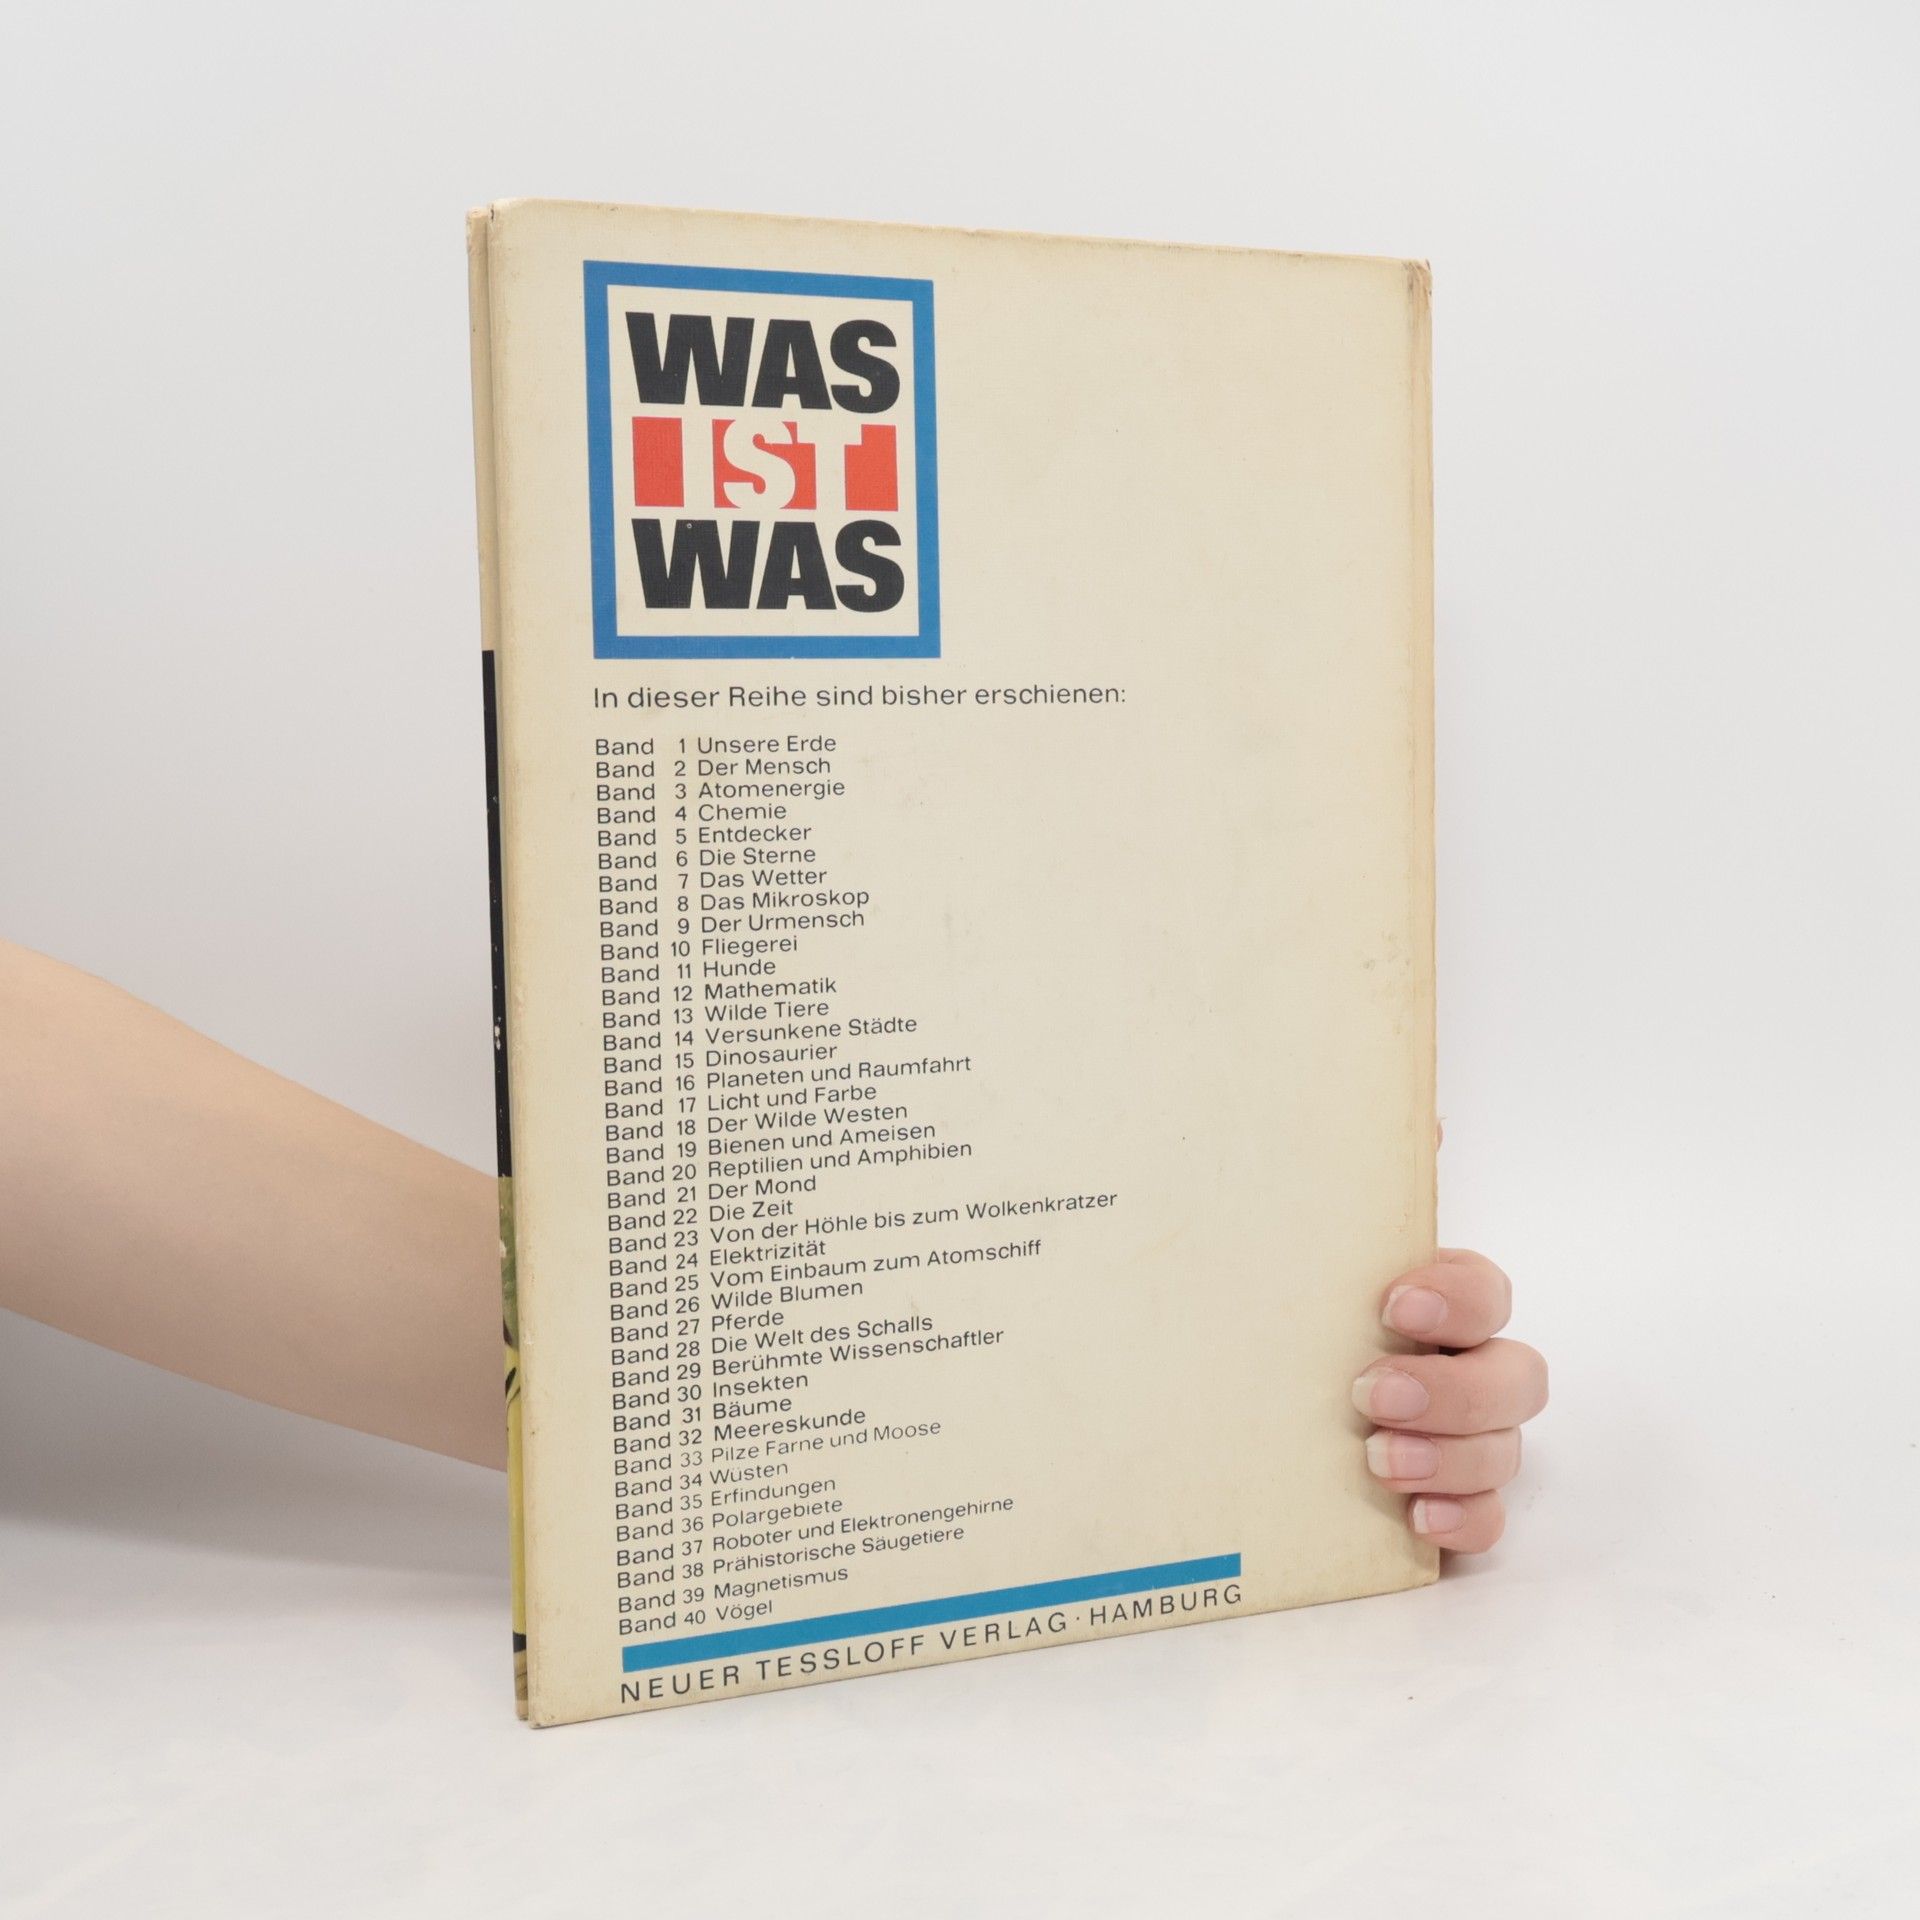 WAS
IST
WAS
In dieser Reihe sind bisher erschienen:
Band 1 Unsere Erde
Band 2 Der Mensch
Band 3 Atomenergie
Band 4 Chemie
Band 5 Entdecker
Band 6 Die Sterne
Band 7 Das Wetter
Band 8 Das Mikroskop
Band 9 Der Urmensch
Band 10 Fliegerei
Band 11 Hunde
Band 12 Mathematik
Band 13 Wilde Tiere
Band 14 Versunkene Städte
Band 15 Dinosaurier
Band 16 Planeten und Raumfahrt
Band 17 Licht und Farbe
Band 18 Der Wilde Westen
Band 19 Bienen und Ameisen
Band 20 Reptilien und Amphibien
Band 21 Der Mond
Band 22 Die Zeit
Band 23 Von der Höhle bis zum Wolkenkratzer
Band 24 Elektrizität
Band 25 Vom Einbaum zum Atomschiff
Band 26 Wilde Blumen
Band 27 Pferde
Band 28 Die Welt des Schalls
Band 29 Berühmte Wissenschaftler
Band 30 Insekten
Band 31 Bäume
Band 32 Meereskunde
Band 33 Pilze Farne und Moose
Band 34 Wüsten
Band 35 Erfindungen
Band 36 Polargebiete
Band 37 Roboter und Elektronengehirne
Band 38 Prähistorische Säugetiere
Band 39 Magnetismus
Band 40 Vögel
NEUER TESSLOFF VERLAG · HAMBURG